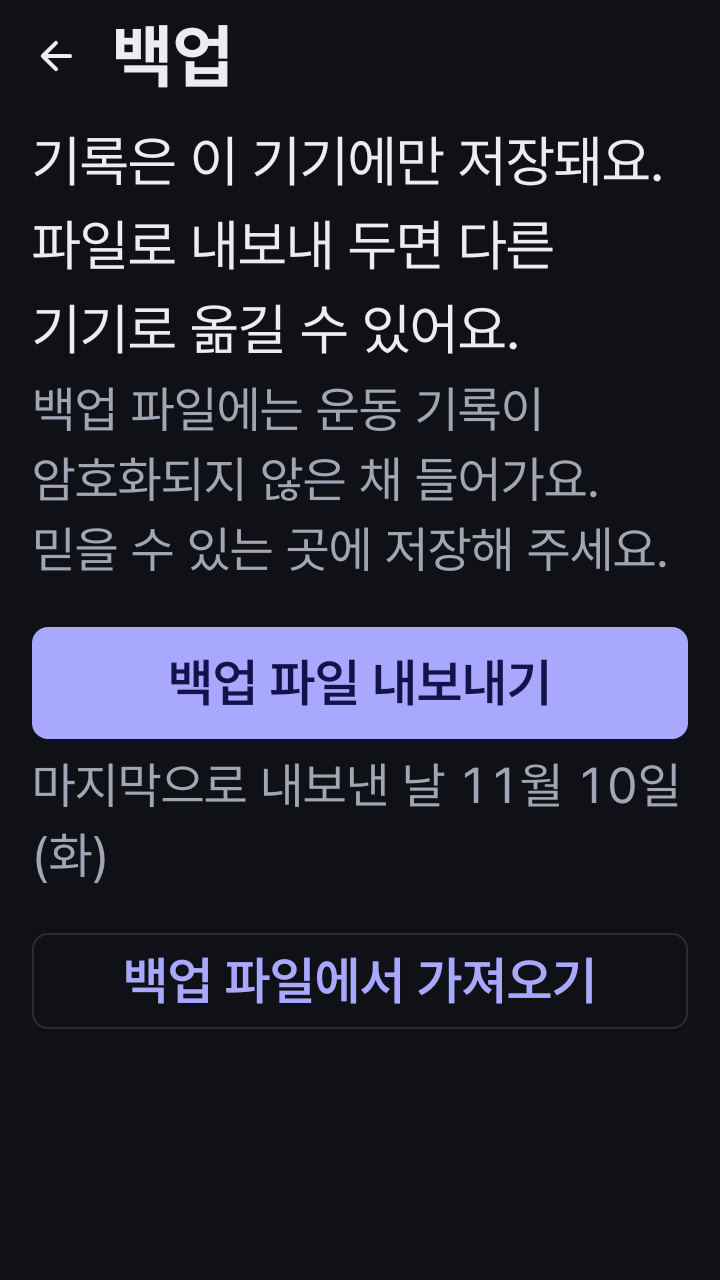 백업
기록은 이 기기에만 저장돼요.
파일로 내보내 두면 다른
기기로 옮길 수 있어요.
백업 파일에는 운동 기록이
암호화되지 않은 채 들어가요.
믿을 수 있는 곳에 저장해 주세요.
백업 파일 내보내기
마지막으로 내보낸 날 11월 10일
(화)
백업 파일에서 가져오기